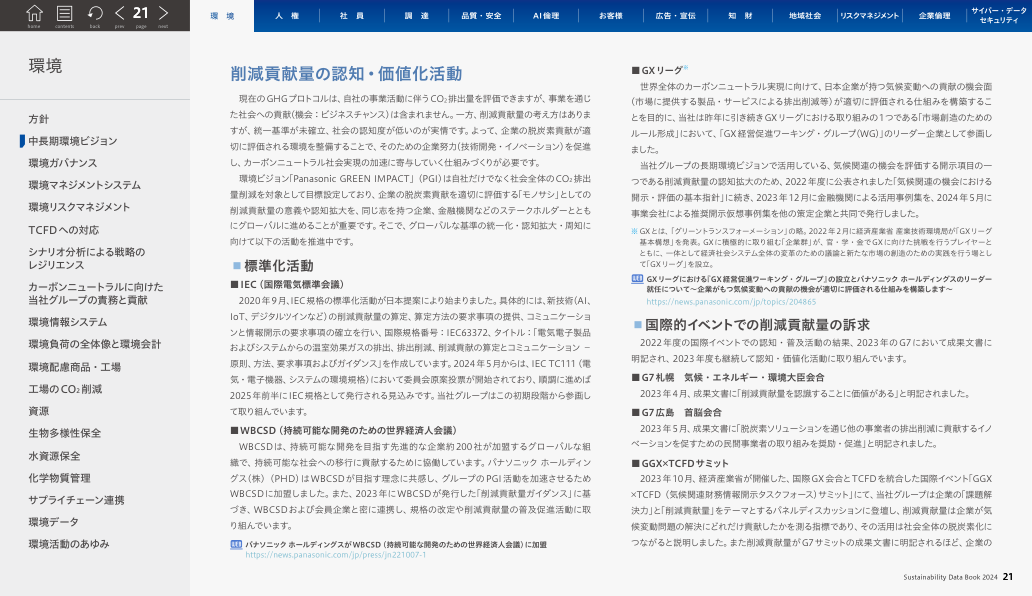 home
contents
back
prev
21
page
next
環 境
人 権
社 員
調 達
品質・安全
AI倫理
お客様
広告・宣伝
知 財
地域社会
リスクマネジメント
企業倫理
サイバー・データ
セキュリティ
環境
方針
中長期環境ビジョン
環境ガバナンス
環境マネジメントシステム
環境リスクマネジメント
TCFDへの対応
シナリオ分析による戦略の
レジリエンス
カーボンニュートラルに向けた
当社グループの責務と貢献
環境情報システム
環境負荷の全体像と環境会計
環境配慮商品・工場
工場のCO2削減
資源
生物多様性保全
水資源保全
化学物質管理
サプライチェーン連携
環境データ
環境活動のあゆみ
削減貢献量の認知・価値化活動
現在のGHGプロトコルは、自社の事業活動に伴うCO2排出量を評価できますが、事業を通じ
た社会への貢献(機会：ビジネスチャンス)は含まれません。一方、削減貢献量の考え方はありま
すが、統一基準が未確立、社会の認知度が低いのが実情です。よって、企業の脱炭素貢献が適
切に評価される環境を整備することで、そのための企業努力(技術開発・イノベーション)を促進
し、カーボンニュートラル社会実現の加速に寄与していく仕組みづくりが必要です。
環境ビジョン「Panasonic GREEN IMPACT」(PGI)は自社だけでなく社会全体のCO2排出
量削減を対象として目標設定しており、企業の脱炭素貢献を適切に評価する「モノサシ」としての
削減貢献量の意義や認知拡大を、同じ志を持つ企業、金融機関などのステークホルダーととも
にグローバルに進めることが重要です。そこで、グローバルな基準の統一化・認知拡大・周知に
向けて以下の活動を推進中です。
■ 標準化活動
■IEC（国際電気標準会議）
2020年9月、IEC規格の標準化活動が日本提案により始まりました。具体的には、新技術(AI、
IoT、デジタルツインなど)の削減貢献量の算定、算定方法の要求事項の提供、コミュニケーショ
ンと情報開示の要求事項の確立を行い、国際規格番号：IEC63372、タイトル：「電気電子製品
およびシステムからの温室効果ガスの排出、排出削減、削減貢献の算定とコミュニケーション −
原則、方法、要求事項およびガイダンス」を作成しています。2024年5月からは、IEC TC111（電
気・電子機器、システムの環境規格)において委員会原案投票が開始されており、順調に進めば
2025年前半にIEC規格として発行される見込みです。当社グループはこの初期段階から参画し
て取り組んでいます。
■WBCSD（持続可能な開発のための世界経済人会議）
WBCSDは、持続可能な開発を目指す先進的な企業約200社が加盟するグローバルな組
織で、持続可能な社会への移行に貢献するために協働しています。パナソニック ホールディン
グス(株)（PHD）はWBCSDが目指す理念に共感し、グループのPGI活動を加速させるため
WBCSDに加盟しました。また、2023年にWBCSDが発行した「削減貢献量ガイダンス」に基
づき、WBCSDおよび会員企業と密に連携し、規格の改定や削減貢献量の普及促進活動に取
り組んでいます。
パナソニック ホールディングスがWBCSD（持続可能な開発のための世界経済人会議）に加盟
https://news.panasonic.com/jp/press/jn221007-1
■GXリーグ※
世界全体のカーボンニュートラル実現に向けて、日本企業が持つ気候変動への貢献の機会面
(市場に提供する製品・サービスによる排出削減等)が適切に評価される仕組みを構築するこ
とを目的に、当社は昨年に引き続きGXリーグにおける取り組みの1つである「市場創造のための
ルール形成」において、「GX経営促進ワーキング・グループ(WG)」のリーダー企業として参画し
ました。
当社グループの長期環境ビジョンで活用している、気候関連の機会を評価する開示項目の一
つである削減貢献量の認知拡大のため、2022年度に公表されました「気候関連の機会における
開示・評価の基本指針」に続き、2023年12月に金融機関による活用事例集を、2024年5月に
事業会社による推奨開示仮想事例集を他の策定企業と共同で発行しました。
※ GXとは、「グリーントランスフォーメーション」の略。2022年2月に経済産業省 産業技術環境局が「GXリーグ
基本構想」を発表。GXに積極的に取り組む「企業群」が、官・学・金でGXに向けた挑戦を行うプレイヤーと
ともに、一体として経済社会システム全体の変革のための議論と新たな市場の創造のための実践を行う場とし
て「GXリーグ」を設立。
GXリーグにおける「GX経営促進ワーキング・グループ」の設立とパナソニック ホールディングスのリーダー
就任について～企業がもつ気候変動への貢献の機会が適切に評価される仕組みを構築します～
https://news.panasonic.com/jp/topics/204865
■ 国際的イベントでの削減貢献量の訴求
2022年度の国際イベントでの認知・普及活動の結果、2023年のG7において成果文書に
明記され、2023年度も継続して認知・価値化活動に取り組んでいます。
■G7札幌　気候・エネルギー・環境大臣会合
2023年4月、成果文書に「削減貢献量を認識することに価値がある」と明記されました。
■G7広島　首脳会合
2023年5月、成果文書に「脱炭素ソリューションを通じ他の事業者の排出削減に貢献するイノ
ベーションを促すための民間事業者の取り組みを奨励・促進」と明記されました。
■GGX×TCFDサミット
2023年10月、経済産業省が開催した、国際GX会合とTCFDを統合した国際イベント「GGX
×TCFD（気候関連財務情報開示タスクフォース)サミット」にて、当社グループは企業の「課題解
決力」と「削減貢献量」をテーマとするパネルディスカッションに登壇し、削減貢献量は企業が気
候変動問題の解決にどれだけ貢献したかを測る指標であり、その活用は社会全体の脱炭素化に
つながると説明しました。また削減貢献量がG7サミットの成果文書に明記されるほど、企業の
Sustainability Data Book 2024 21